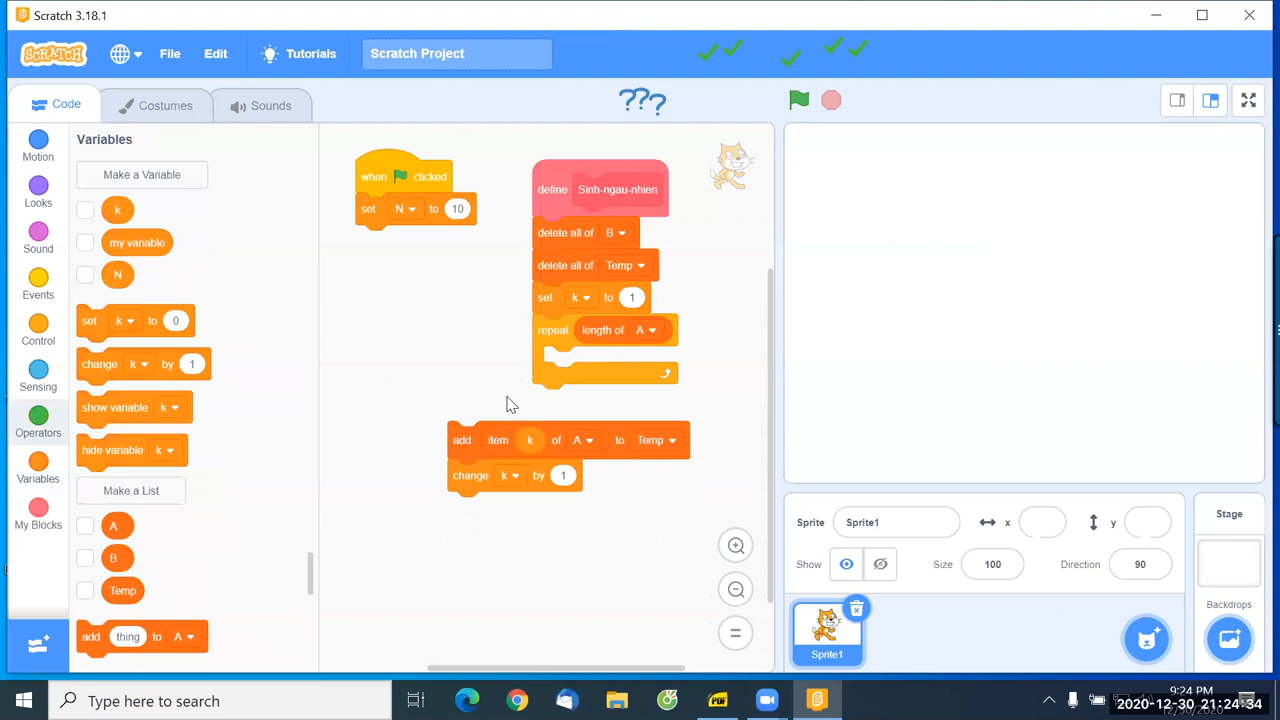 Scratch 3.18.1
SCRATCH
File
Edit
Tutorials
Scratch Project
???
Code
Costumes
Sounds
Motion
Looks
Sound
Events
Control
Sensing
Operators
Variables
My Blocks
Variables
Make a Variable
k
my variable
N
set k to 0
change k by 1
show variable k
hide variable k
Make a List
A
B
Temp
add thing to A
when clicked
set N to 10
define Sinh-ngau-nhien
delete all of B
delete all of Temp
set k to 1
repeat length of A
add item k of A to Temp
change k by 1
Sprite
Sprite1
x
y
Show
Size
100
Direction
90
Sprite1
Stage
Backdrops
Type here to search
PDF
9:24 PM
2020-12-30 21:24:34